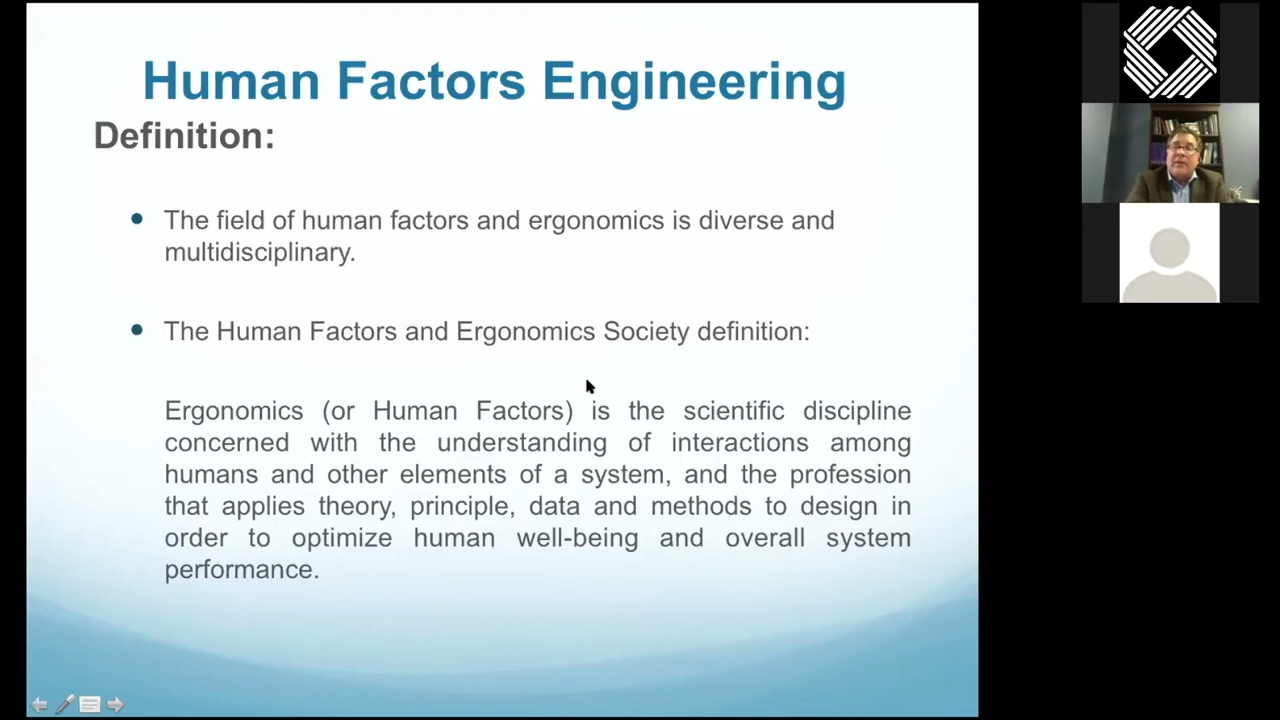 Human Factors Engineering
Definition:
• The field of human factors and ergonomics is diverse and
multidisciplinary.
• The Human Factors and Ergonomics Society definition:
Ergonomics (or Human Factors) is the scientific discipline
concerned with the understanding of interactions among
humans and other elements of a system, and the profession
that applies theory, principle, data and methods to design in
order to optimize human well-being and overall system
performance.